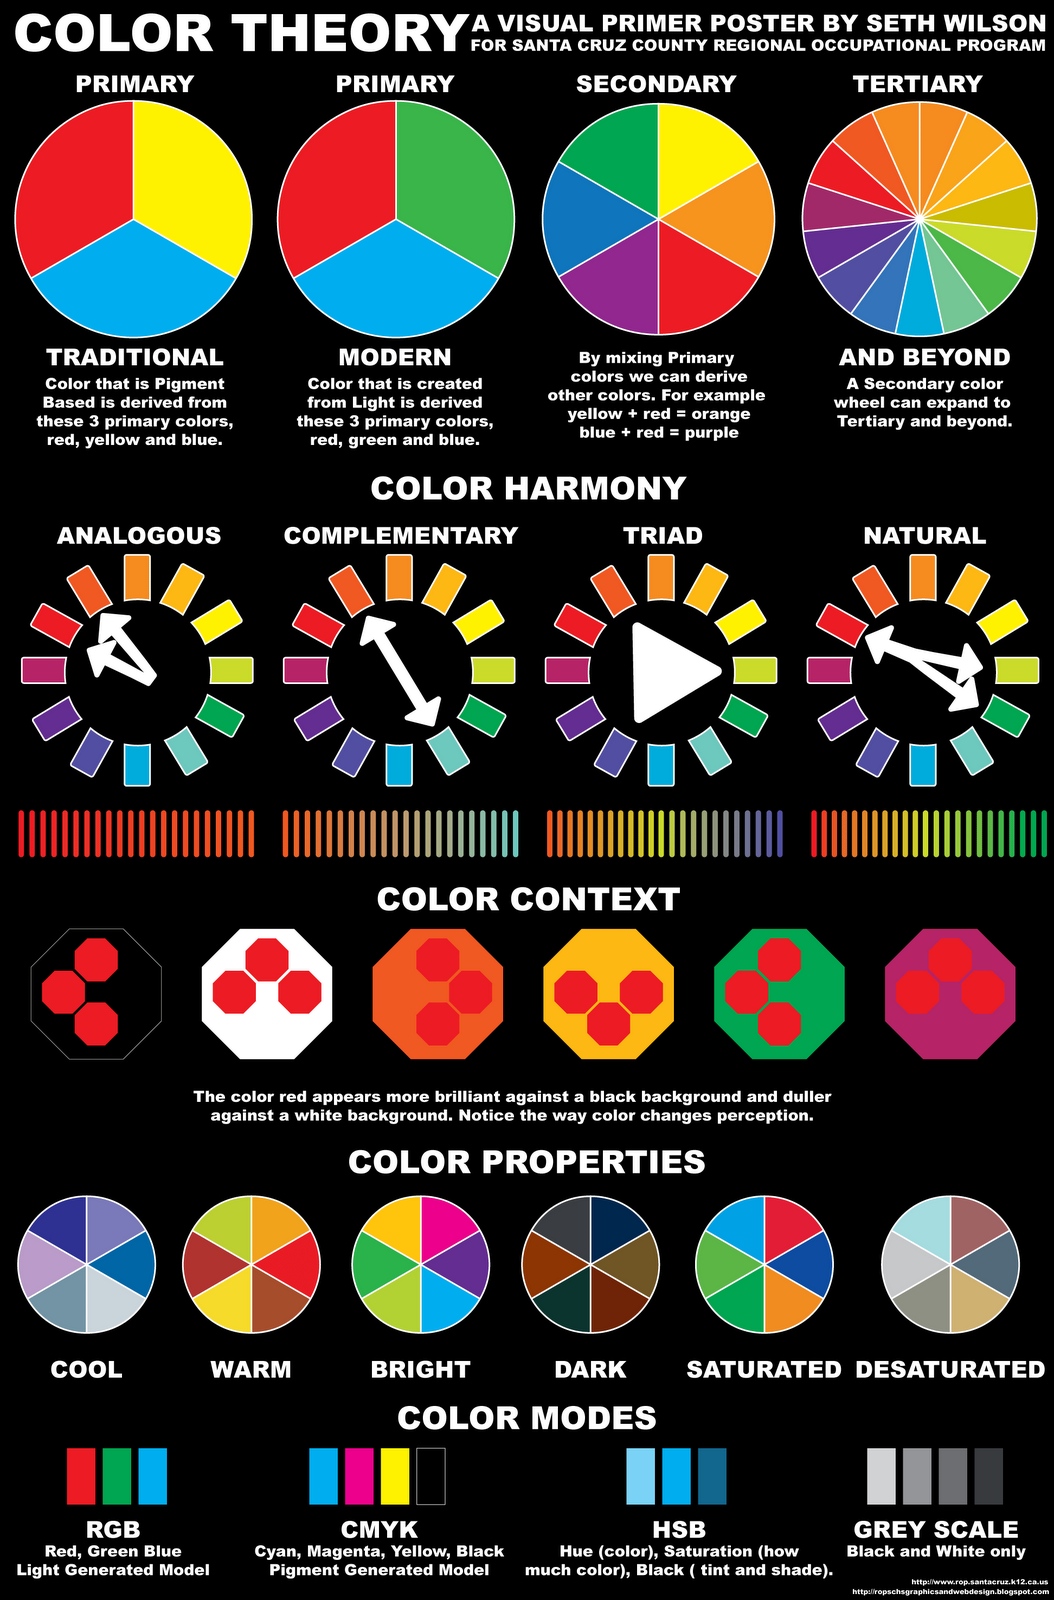 COLOR THEORY
A VISUAL PRIMER POSTER BY SETH WILSON
FOR SANTA CRUZ COUNTY REGIONAL OCCUPATIONAL PROGRAM
PRIMARY
PRIMARY
SECONDARY
TERTIARY
TRADITIONAL
Color that is Pigment
Based is derived from
these 3 primary colors,
red, yellow and blue.
MODERN
Color that is created
from Light is derived
these 3 primary colors,
red, green and blue.
By mixing Primary
colors we can derive
other colors. For example
yellow + red = orange
blue + red = purple
AND BEYOND
A Secondary color
wheel can expand to
Tertiary and beyond.
COLOR HARMONY
ANALOGOUS
COMPLEMENTARY
TRIAD
NATURAL
COLOR CONTEXT
The color red appears more brilliant against a black background and duller
against a white background. Notice the way color changes perception.
COLOR PROPERTIES
COOL
WARM
BRIGHT
DARK
SATURATED
DESATURATED
COLOR MODES
RGB
Red, Green Blue
Light Generated Model
CMYK
Cyan, Magenta, Yellow, Black
Pigment Generated Model
HSB
Hue (color), Saturation (how
much color), Black ( tint and shade).
GREY SCALE
Black and White only
http://www.rop.santacruz.k12.ca.us
http://ropschsgraphicsandwebdesign.blogspot.com